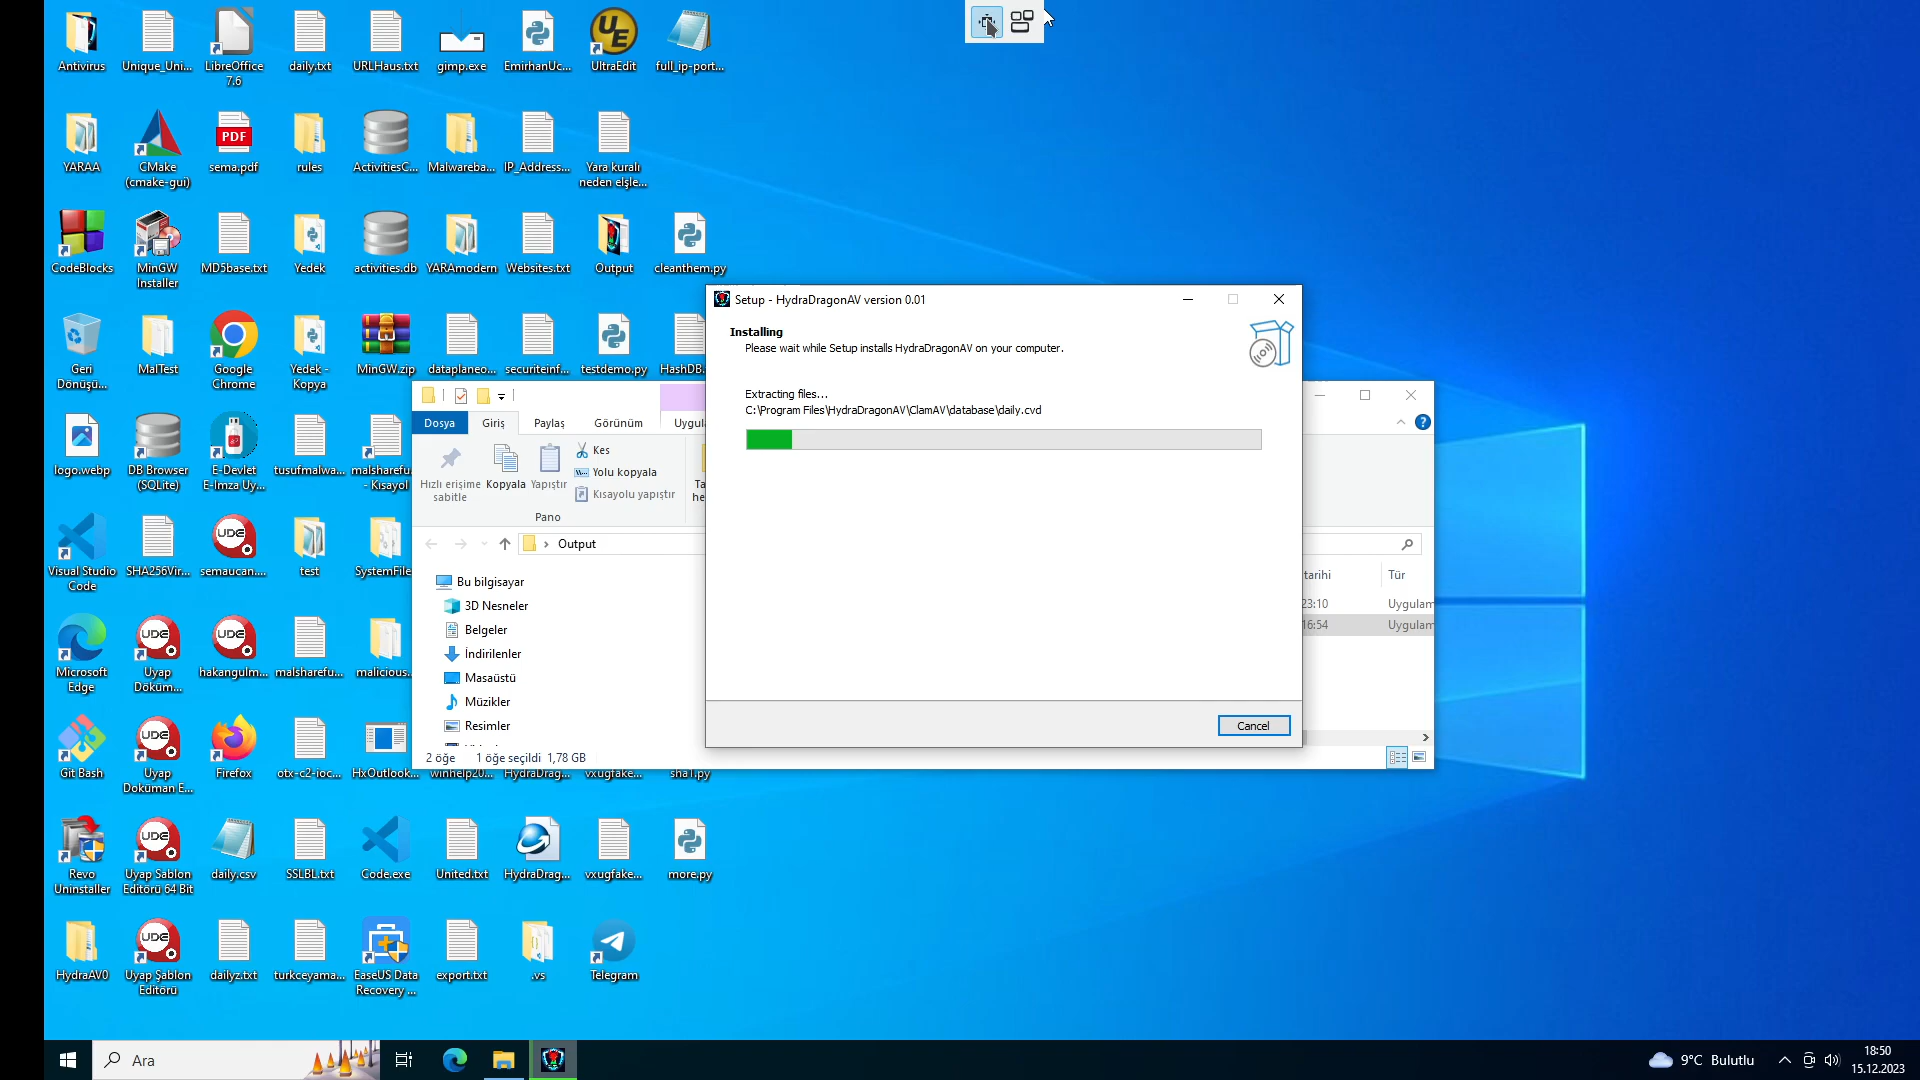 Antivirus
Unique_Uni...
LibreOffice
7.6
daily.txt
URLHaus.txt
gimp.exe
EmirhanUc...
UltraEdit
full_ip-port...
YARAA
CMake
(cmake-gui)
PDF
sema.pdf
rules
ActivitiesC...
Malwareba...
IP_Address...
Yara kuralı
neden elşle...
CodeBlocks
MinGW
Installer
MD5base.txt
Yedek
activities.db
YARAmodern
Websites.txt
Output
cleanthem.py
Geri
Dönüşü...
MalTest
Google
Chrome
Yedek -
Kopya
MinGW.zip
dataplaneo...
securiteinf...
testdemo.py
HashDB.
logo.webp
DB Browser
(SQLite)
E-Devlet
E-İmza Uy...
tusufmalwa...
malsharefu...
- Kısayol
Visual Studio
Code
SHA256Vir...
semaucan....
test
SystemFile
Microsoft
Edge
Uyap
Doküm...
hakangulm...
malsharefu...
malicious.
Git Bash
Uyap
Doküman E...
Firefox
otx-c2-ioc...
HxOutlook...
winhelp20...
HydraDrag...
vxugfake...
sha1.py
Revo
Uninstaller
Uyap Şablon
Editörü 64 Bit
daily.csv
SSLBL.txt
Code.exe
United.txt
HydraDrag...
vxugfake...
more.py
HydraAV0
Uyap Şablon
Editörü
dailyz.txt
turkceyama...
EaseUS Data
Recovery ...
export.txt
.vs
Telegram
Setup - HydraDragonAV version 0.01
Installing
Please wait while Setup installs HydraDragonAV on your computer.
Extracting files...
C:\Program Files\HydraDragonAV\ClamAV\database\daily.cvd
Cancel
Dosya
Giriş
Paylaş
Görünüm
Uygul
Hızlı erişime
sabitle
Kopyala
Yapıştır
Kes
Yolu kopyala
Kısayolu yapıştır
Ta
he
Pano
Output
tarihi
Tür
23:10
Uygulam
16:54
Uygulam
Bu bilgisayar
3D Nesneler
Belgeler
İndirilenler
Masaüstü
Müzikler
Resimler
2 öğe
1 öğe seçildi 1,78 GB
Ara
9°C Bulutlu
18:50
15.12.2023